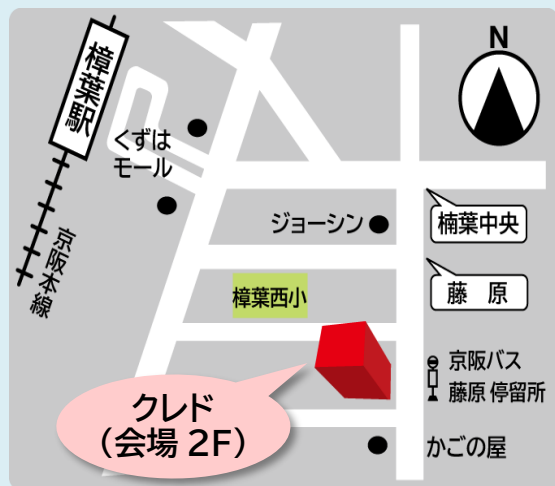 N
樟葉駅
くずは
モール
京阪本線
ジョーシン
楠葉中央
藤 原
樟葉西小
京阪バス
藤原 停留所
クレド
(会場 2F)
かごの屋